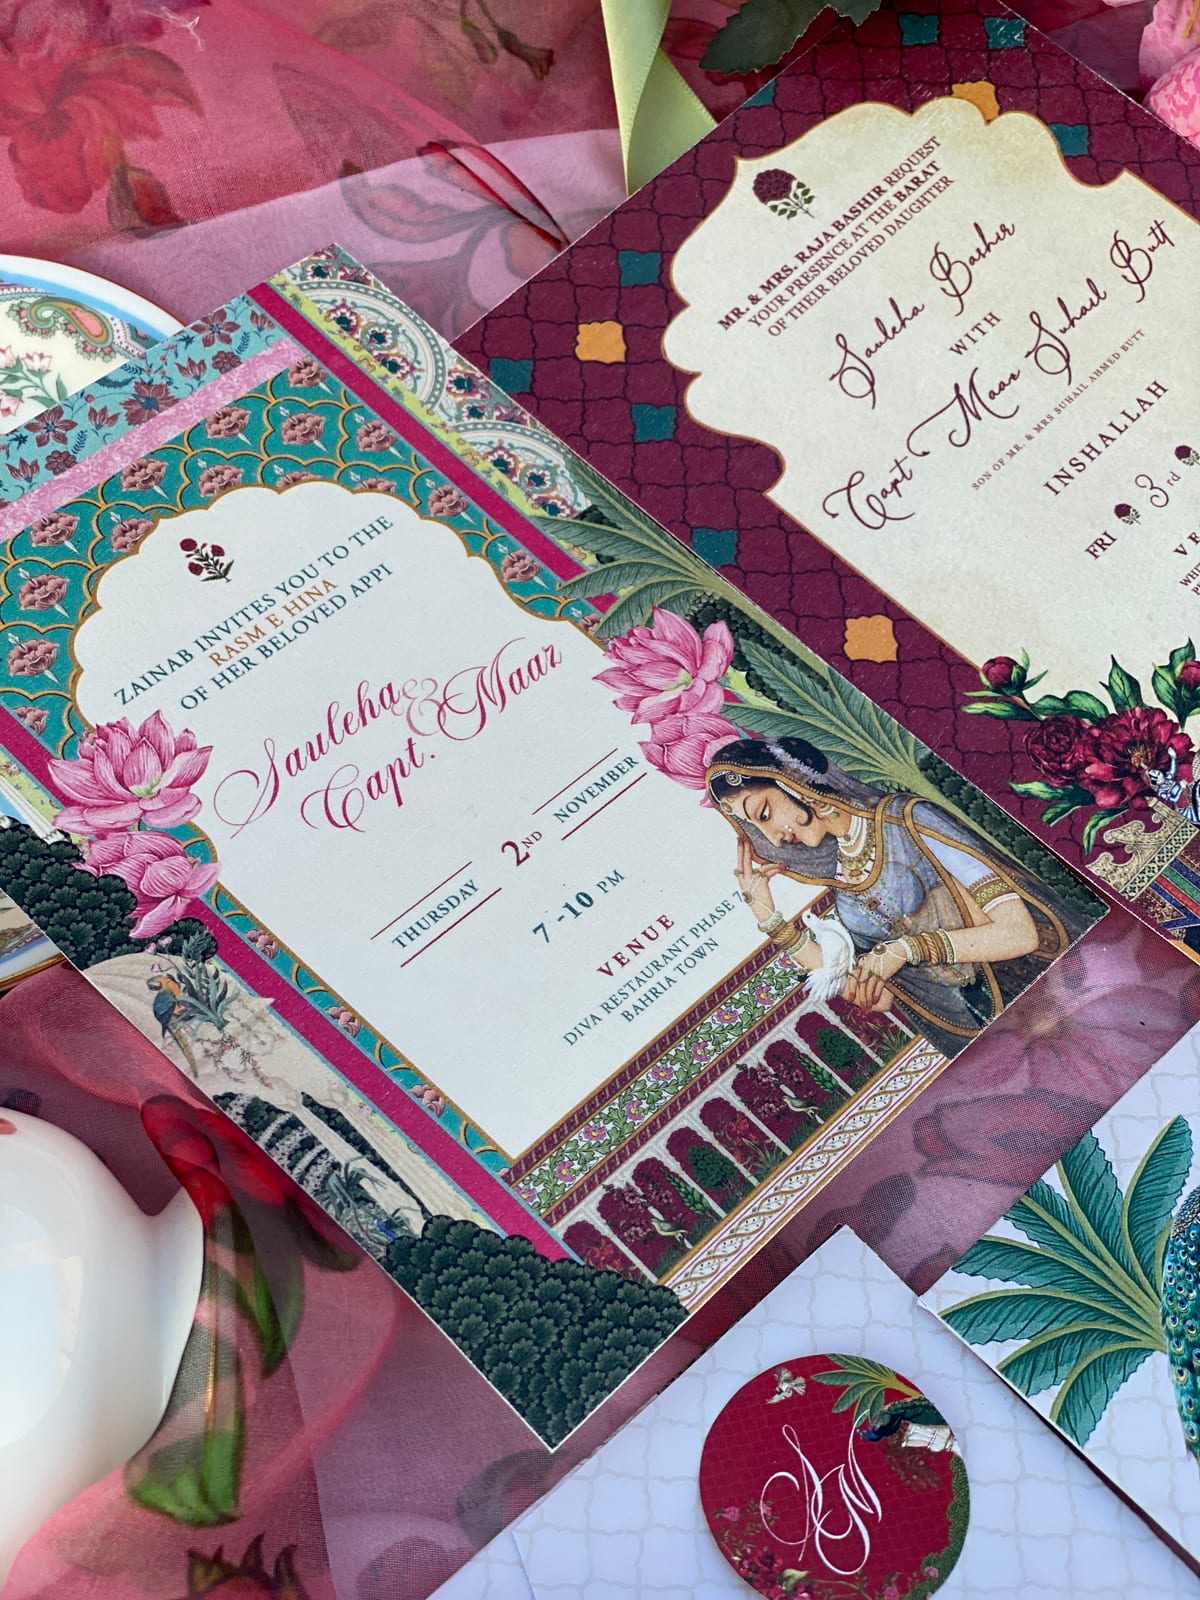 ZAINAB INVITES YOU TO THE
RASM E HINA
OF HER BELOVED APPI
Sauleha & Capt. Maaz
THURSDAY 2ND NOVEMBER
7-10 PM
VENUE
DIVA RESTAURANT PHASE 7
BAHRIA TOWN
MR. & MRS. RAJA BASHIR REQUEST
YOUR PRESENCE AT THE BARAT
OF THEIR BELOVED DAUGHTER
Sauleha Basher
WITH
Capt Maaz Suhail Butt
SON OF MR. & MRS SUHAIL AHMED BUTT
INSHALLAH
FRI 3rd
SM